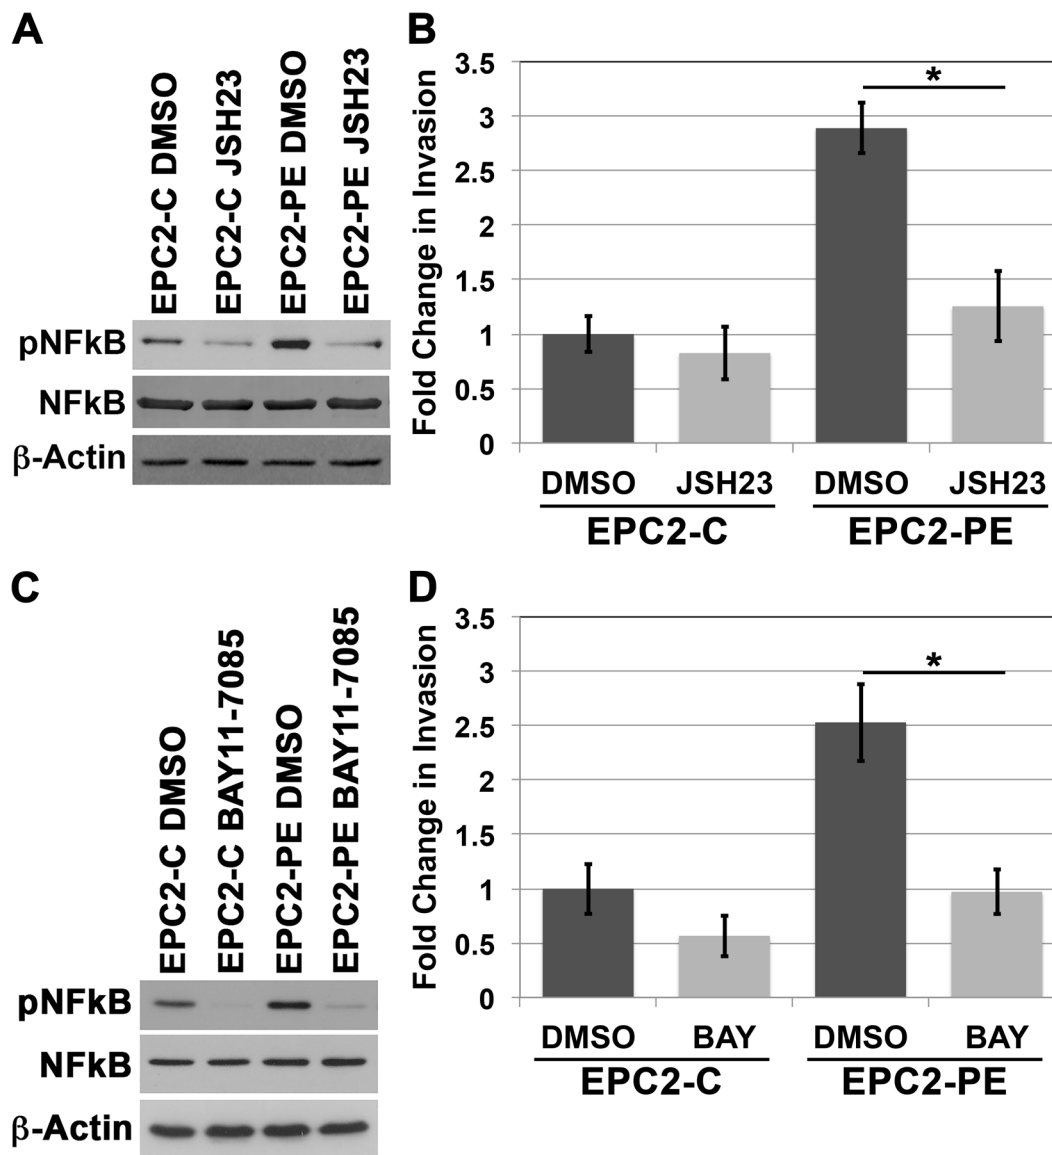 A
EPC2-C DMSO
EPC2-C JSH23
EPC2-PE DMSO
EPC2-PE JSH23
pNFkB
NFkB
β-Actin
B
Fold Change in Invasion
3.5
3
2.5
2
1.5
1
0.5
0
*
DMSO JSH23 DMSO JSH23
EPC2-C EPC2-PE
C
EPC2-C DMSO
EPC2-C BAY11-7085
EPC2-PE DMSO
EPC2-PE BAY11-7085
pNFkB
NFkB
β-Actin
D
Fold Change in Invasion
3.5
3
2.5
2
1.5
1
0.5
0
*
DMSO BAY DMSO BAY
EPC2-C EPC2-PE